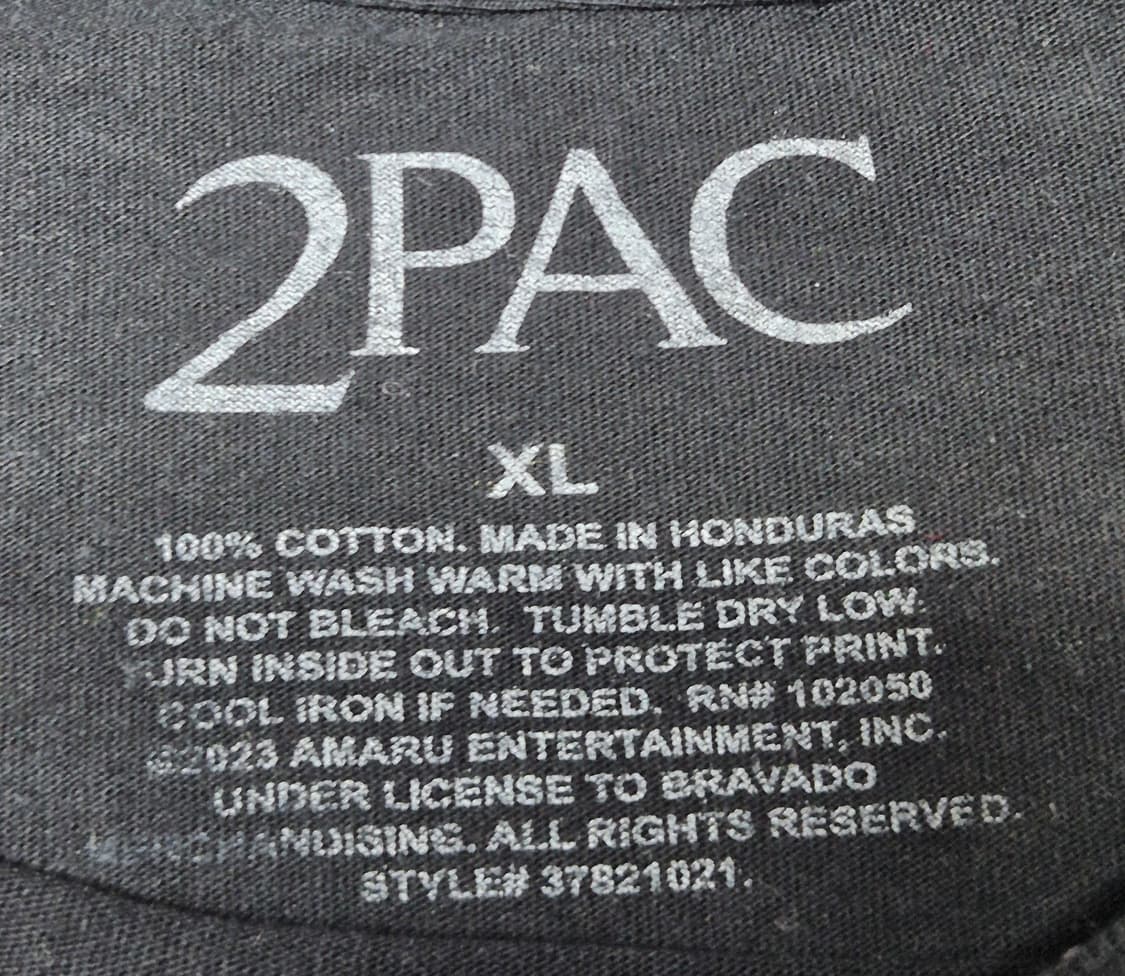 2PAC
XL
100% COTTON. MADE IN HONDURAS
MACHINE WASH WARM WITH LIKE COLORS.
DO NOT BLEACH. TUMBLE DRY LOW.
TURN INSIDE OUT TO PROTECT PRINT.
COOL IRON IF NEEDED. RN# 102050
©2023 AMARU ENTERTAINMENT, INC.
UNDER LICENSE TO BRAVADO
MERCHANDISING. ALL RIGHTS RESERVED.
STYLE# 37821021.